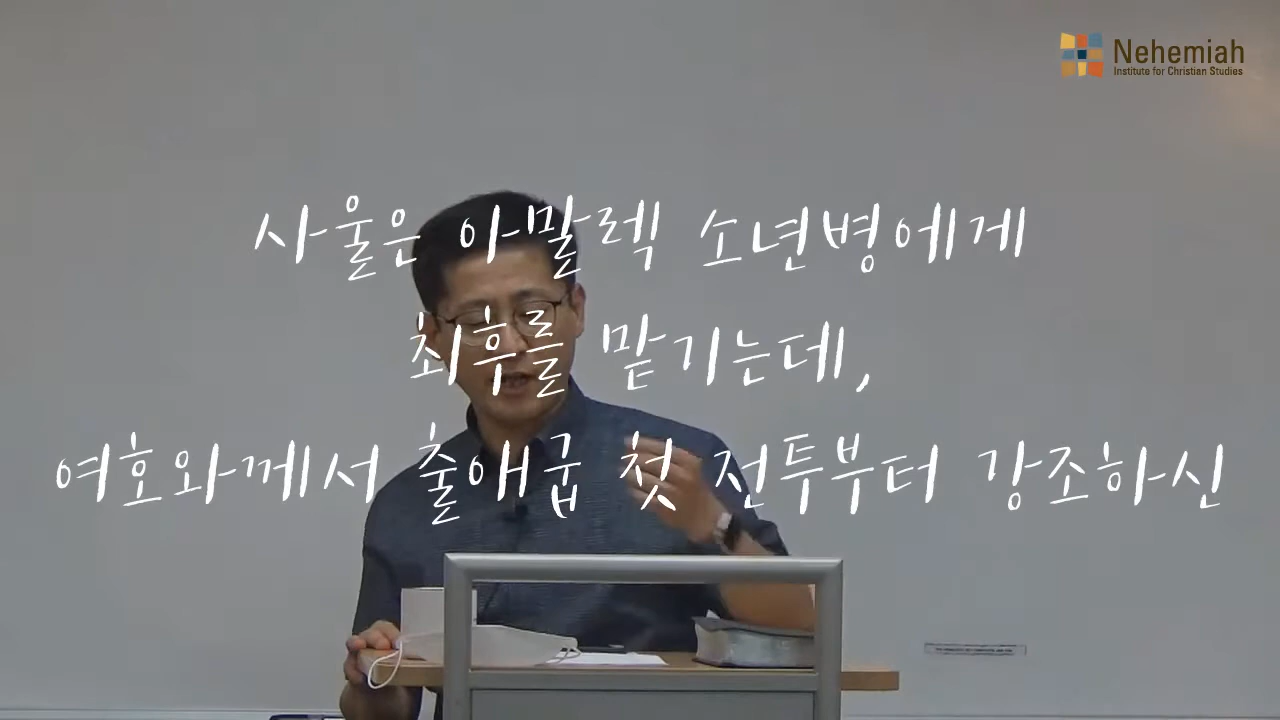 Nehemiah
Institute for Christian Studies
사울은 아말렉 소년병에게
최후를 맡기는데,
여호와께서 출애굽 첫 전투부터 강조하신